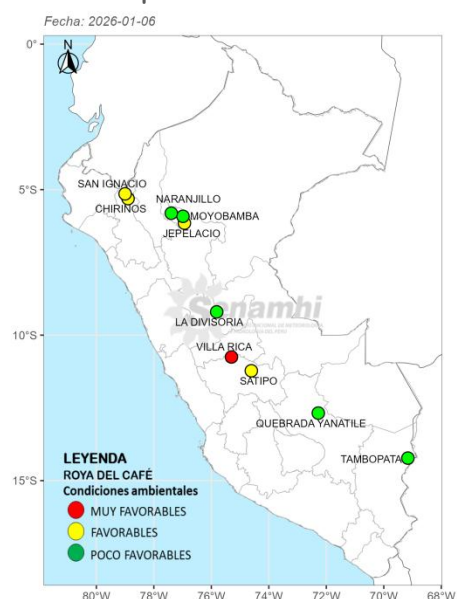 Fecha: 2026-01-06
N
0°
5°S
10°S
15°S
SAN IGNACIO
CHIRINOS
NARANJILLO
MOYOBAMBA
JEPELACIO
Senamhi
LA DIVISORIA
VILLA RICA
SATIPO
QUEBRADA YANATILE
TAMBOPATA
LEYENDA
ROYA DEL CAFÉ
Condiciones ambientales
MUY FAVORABLES
FAVORABLES
POCO FAVORABLES
80°W 78°W 76°W 74°W 72°W 70°W 68°W